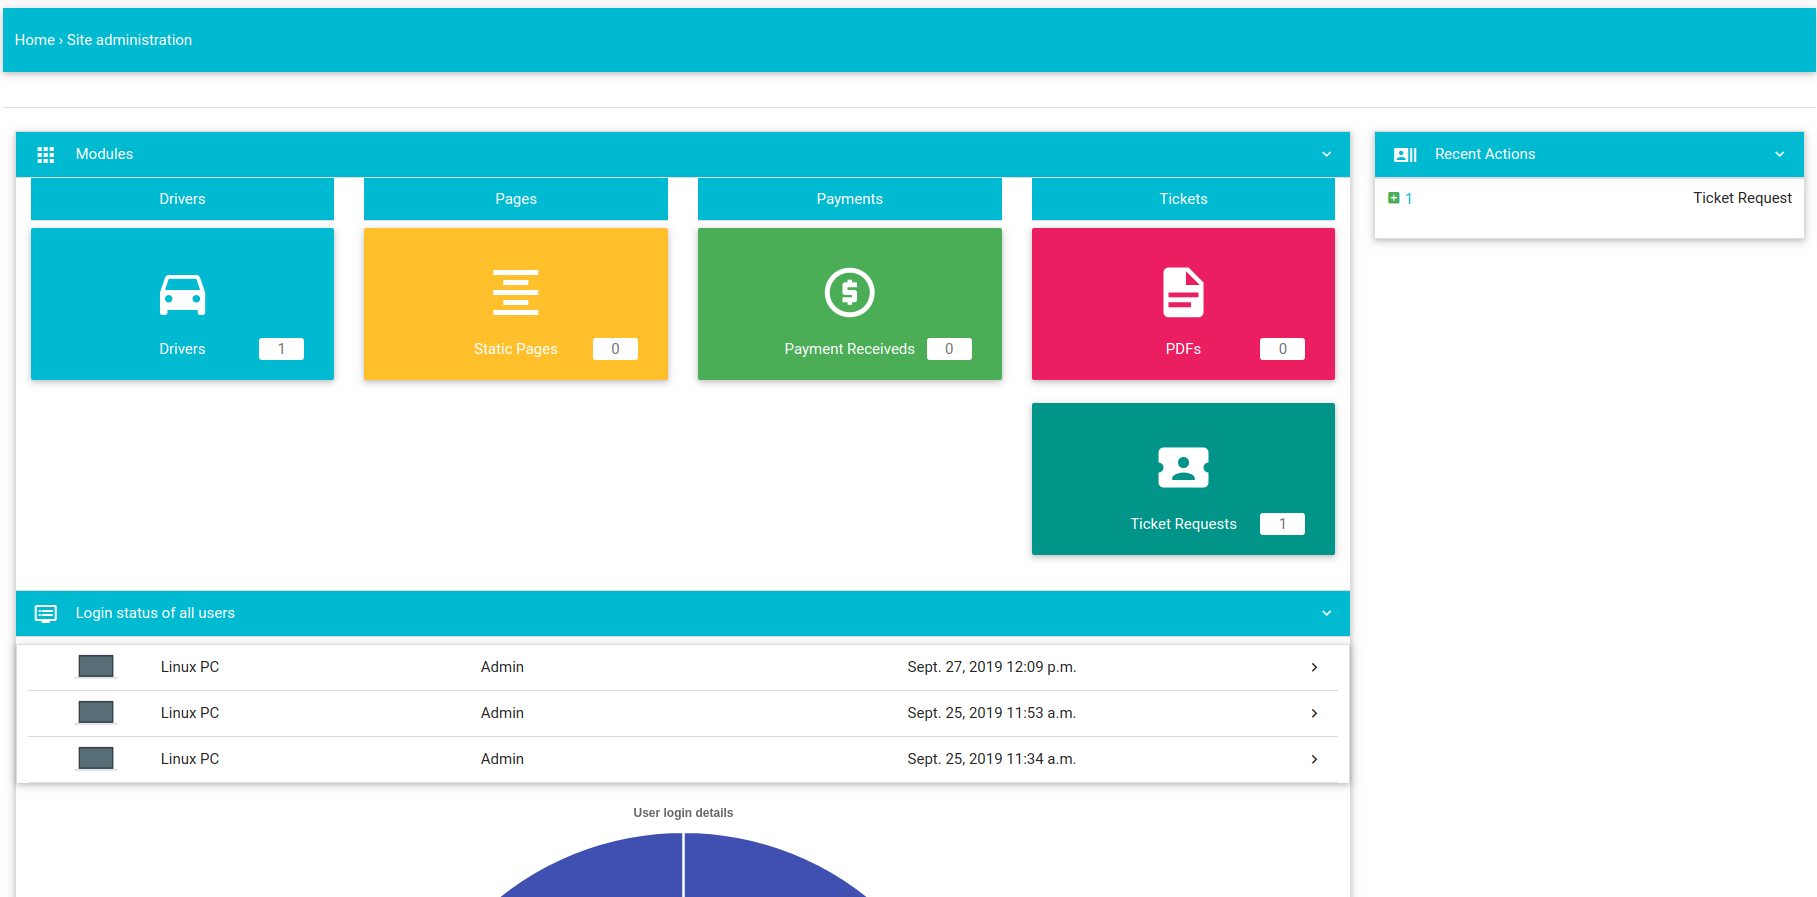 Home › Site administration
Modules
Recent Actions
Drivers
Pages
Payments
Tickets
1
Ticket Request
Drivers 1
Static Pages 0
Payment Receiveds 0
PDFs 0
Ticket Requests 1
Login status of all users
Linux PC Admin Sept. 27, 2019 12:09 p.m.
Linux PC Admin Sept. 25, 2019 11:53 a.m.
Linux PC Admin Sept. 25, 2019 11:34 a.m.
User login details